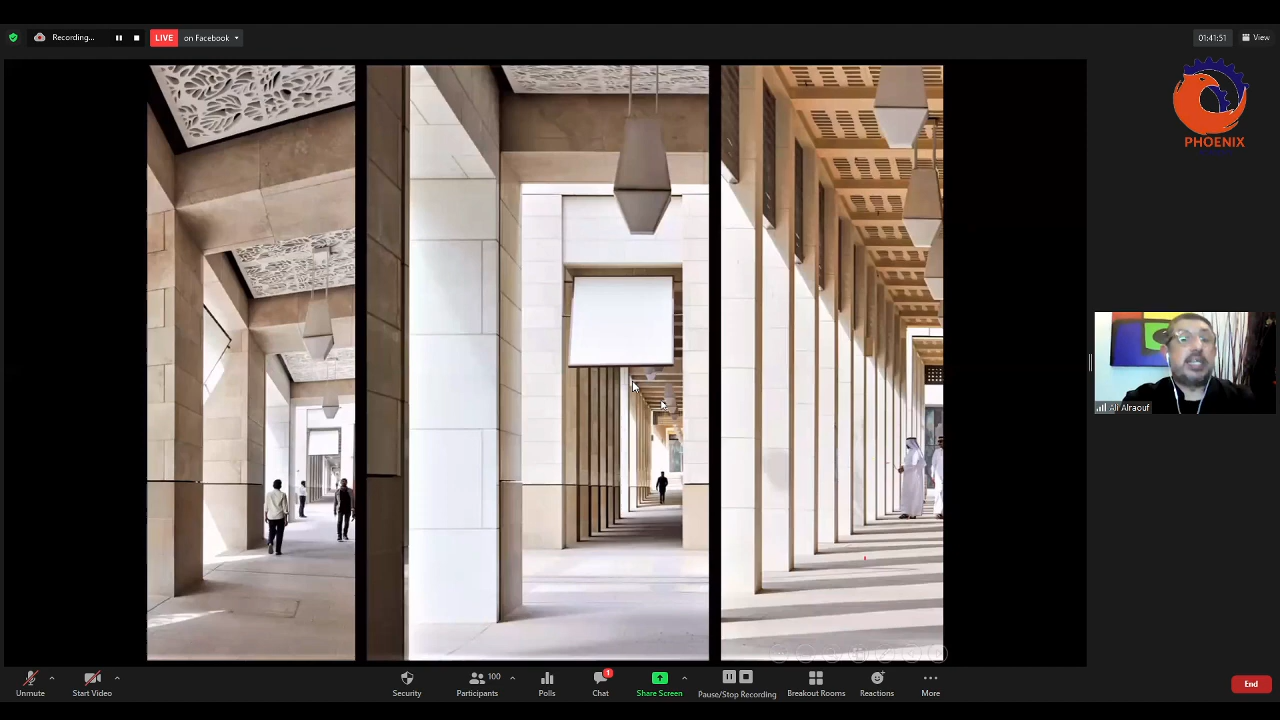 Recording...
LIVE
on Facebook
01:41:51
View
PHOENIX
Ali Alraouf
Unmute
Start Video
Security
Participants
100
Polls
Chat
1
Share Screen
Pause/Stop Recording
Breakout Rooms
Reactions
More
End